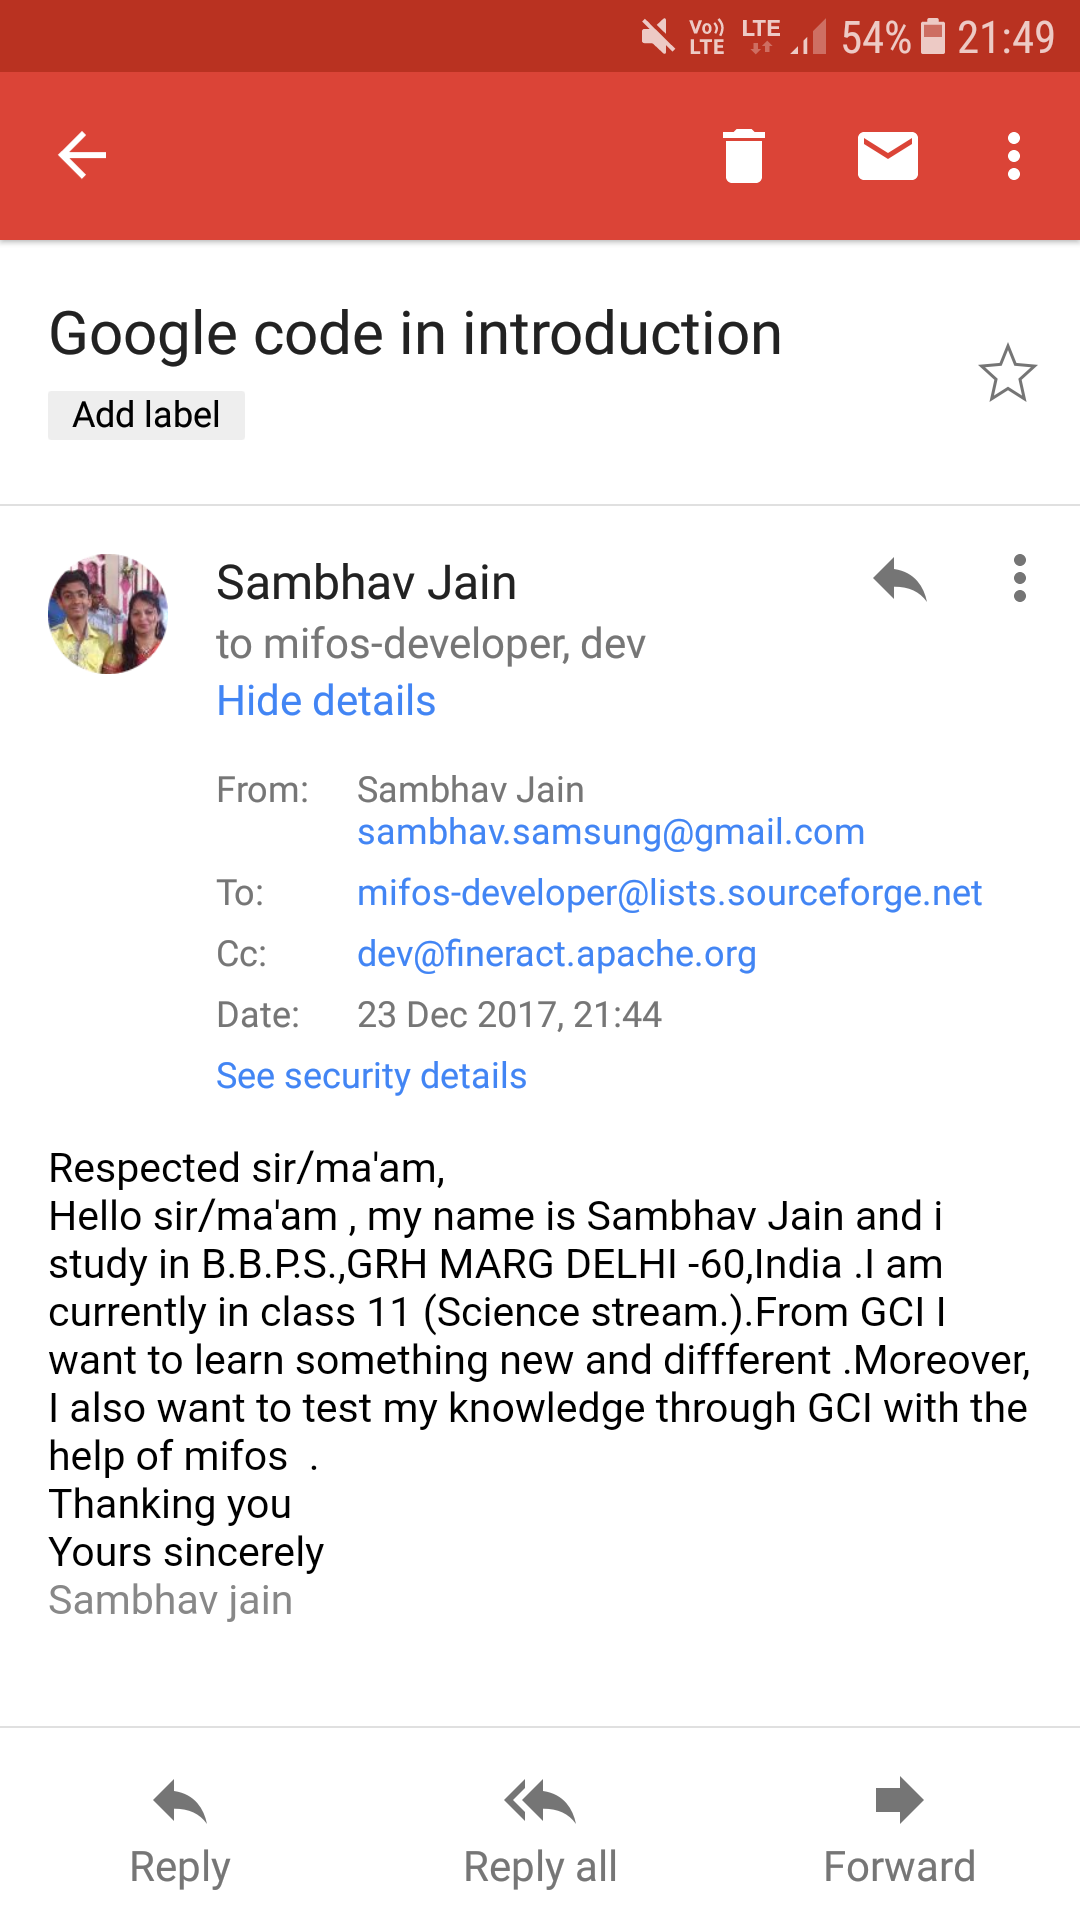 Vo)) LTE LTE 54% 21:49
Google code in introduction
Add label
Sambhav Jain
to mifos-developer, dev
Hide details
From: Sambhav Jain
sambhav.samsung@gmail.com
To: mifos-developer@lists.sourceforge.net
Cc: dev@fineract.apache.org
Date: 23 Dec 2017, 21:44
See security details
Respected sir/ma'am,
Hello sir/ma'am , my name is Sambhav Jain and i
study in B.B.P.S.,GRH MARG DELHI -60,India .I am
currently in class 11 (Science stream.).From GCI I
want to learn something new and diffferent .Moreover,
I also want to test my knowledge through GCI with the
help of mifos  .
Thanking you
Yours sincerely
Sambhav jain
Reply Reply all Forward